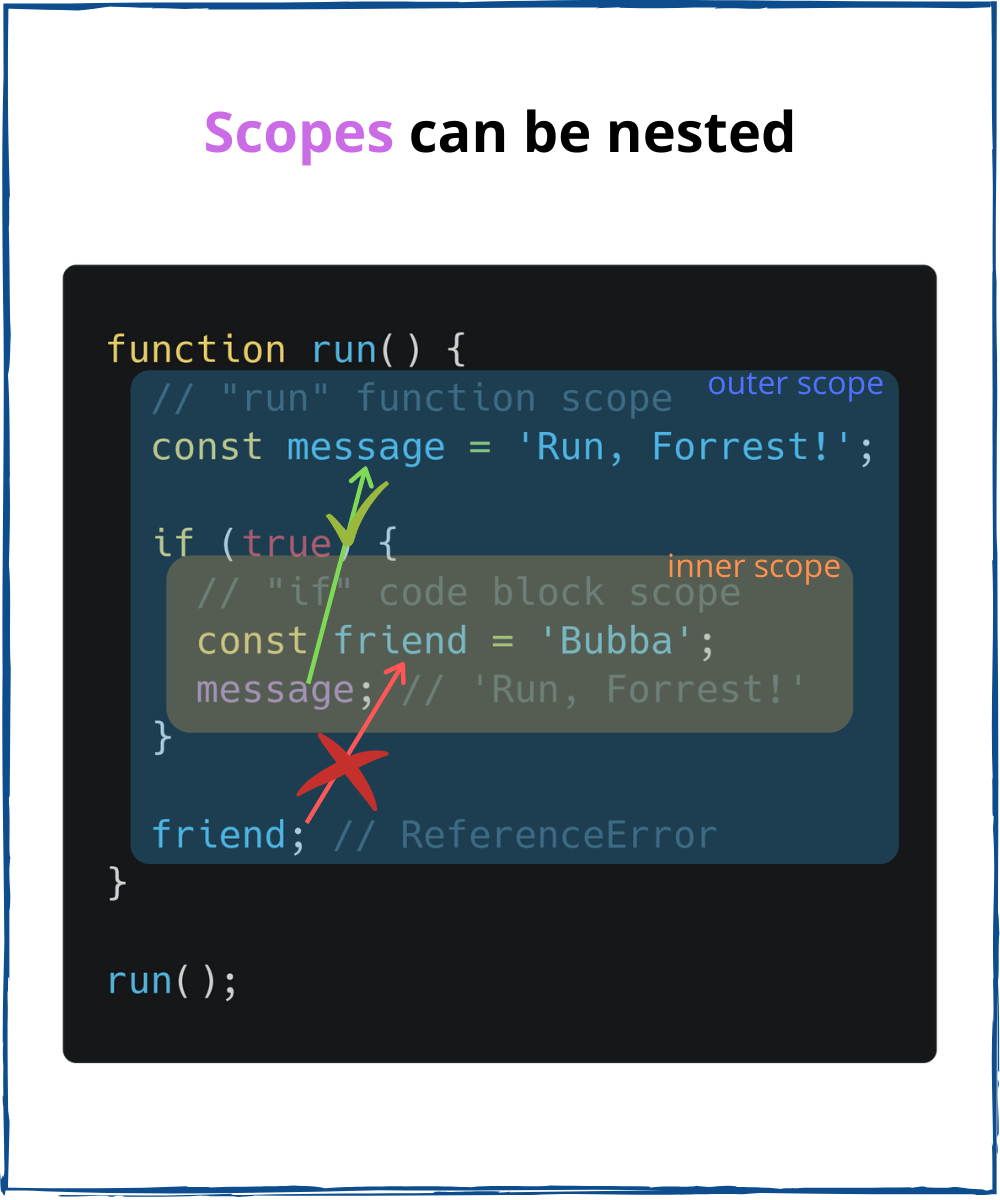 Scopes can be nested
function run() {
outer scope
// "run" function scope
const message = 'Run, Forrest!';
if (true) {
inner scope
// "if" code block scope
const friend = 'Bubba';
message; // 'Run, Forrest!'
}
friend; // ReferenceError
}
run();